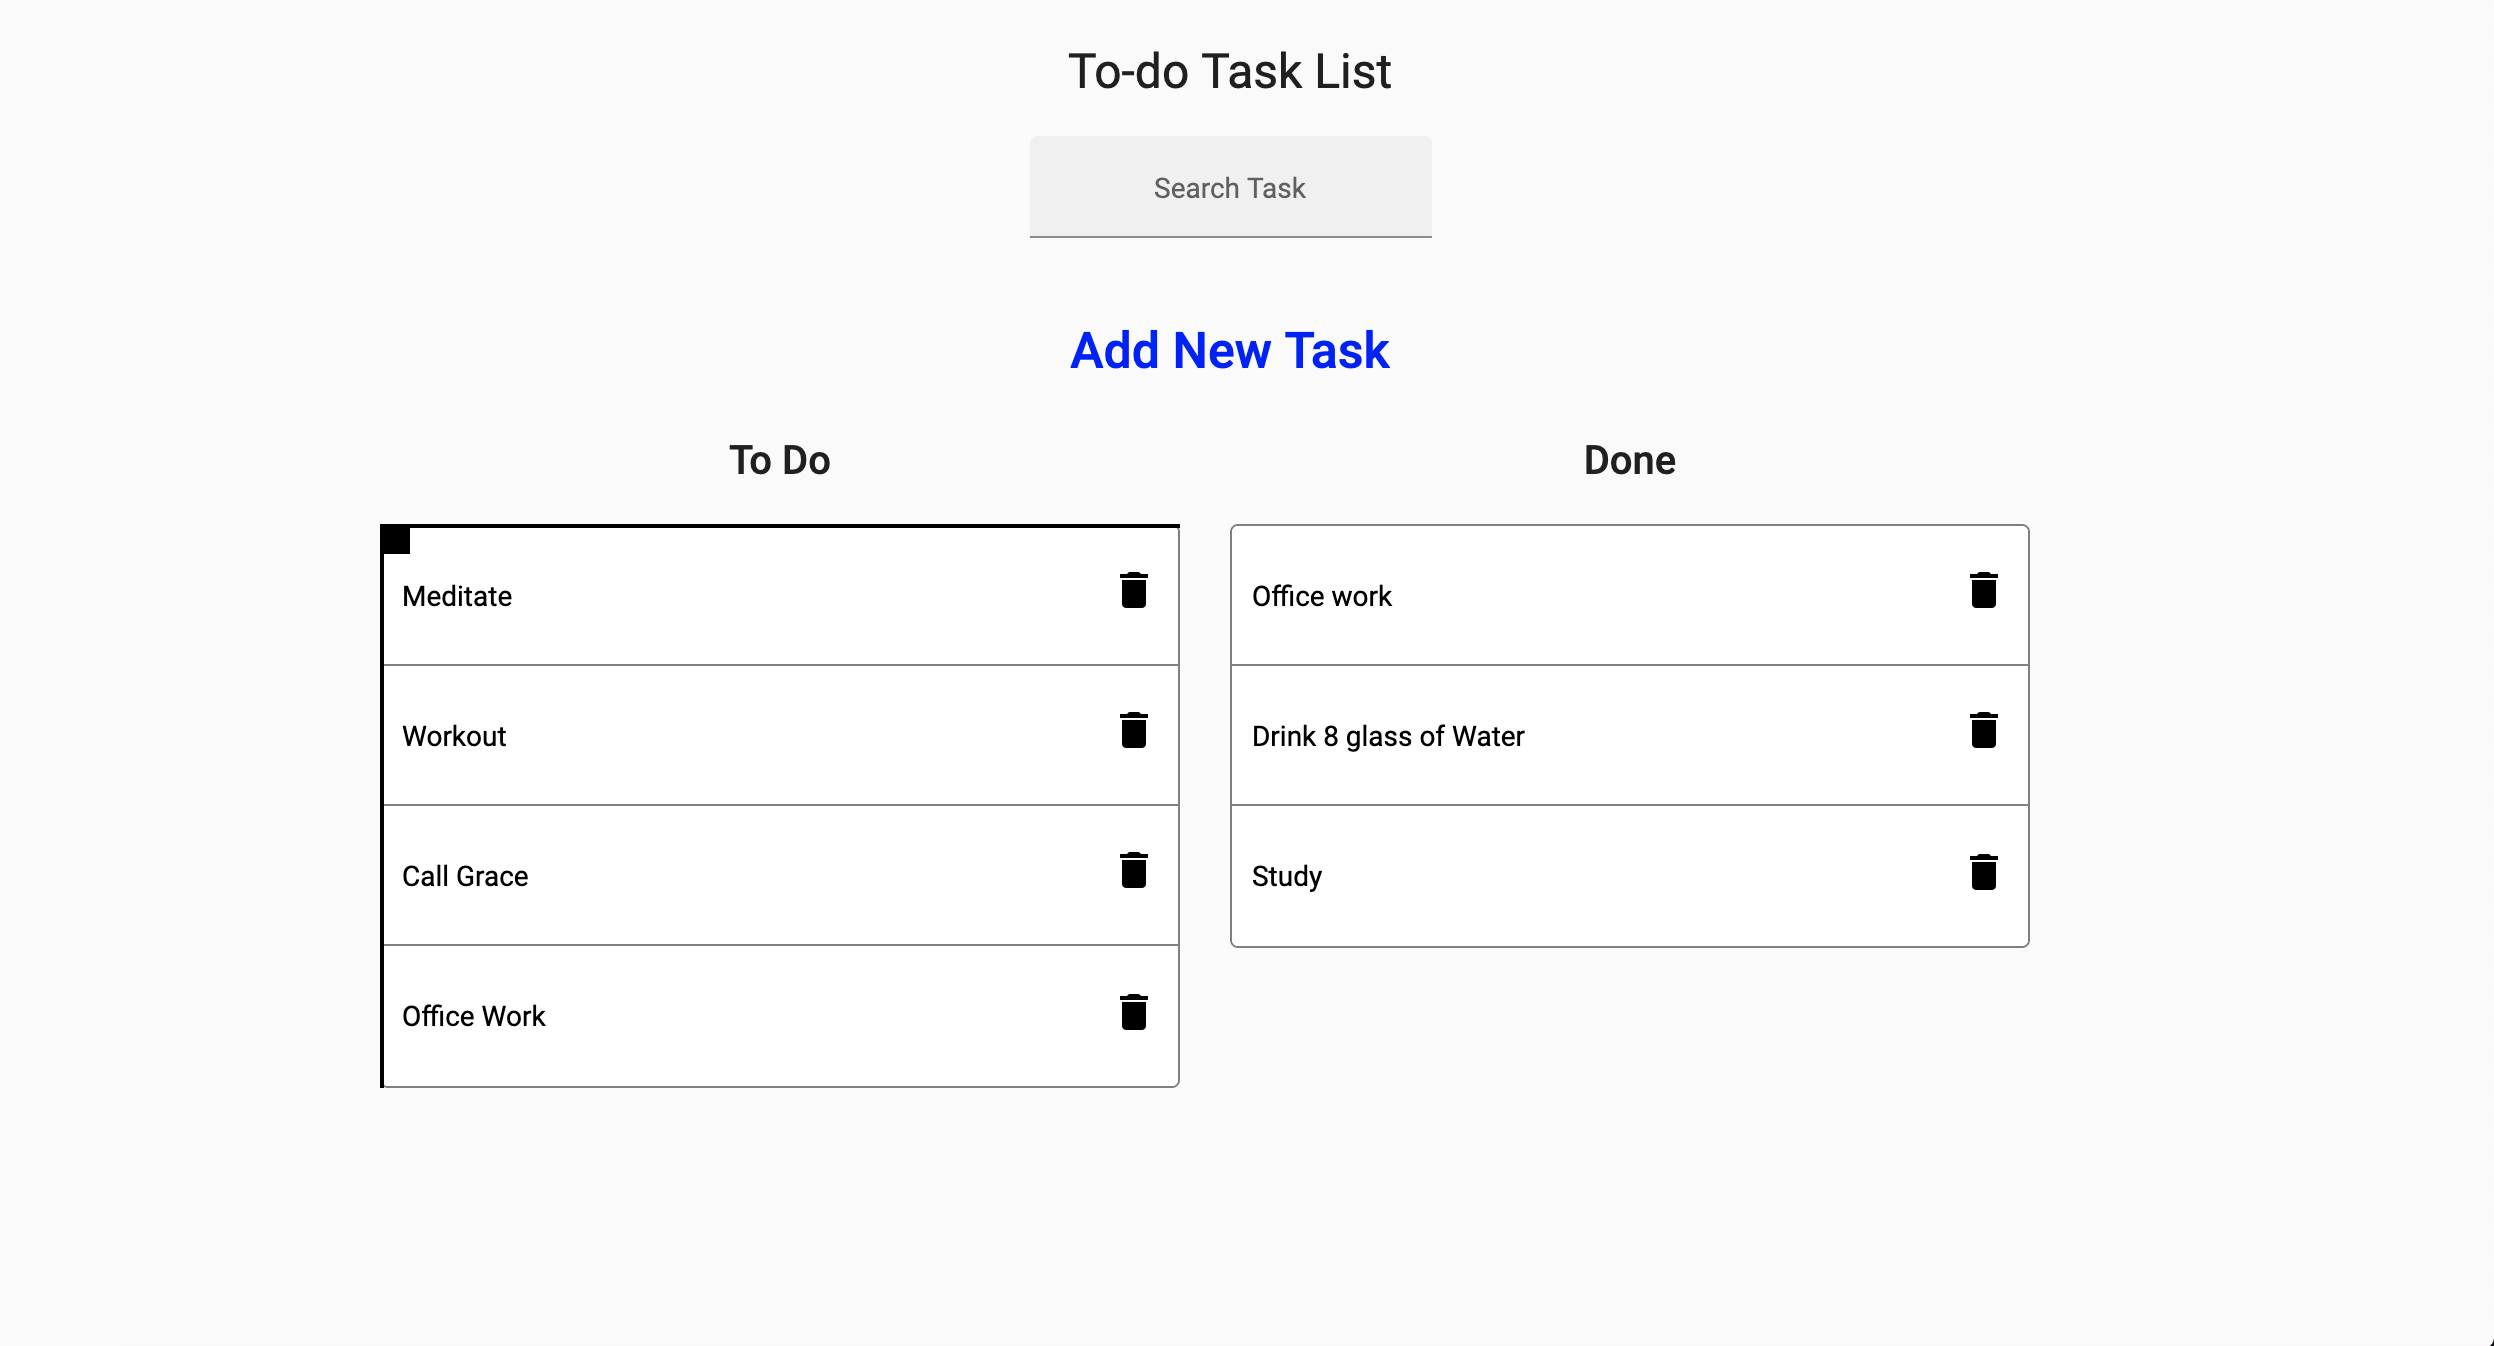 To-do Task List
Search Task
Add New Task
To Do
Meditate
Workout
Call Grace
Office Work
Done
Office work
Drink 8 glass of Water
Study